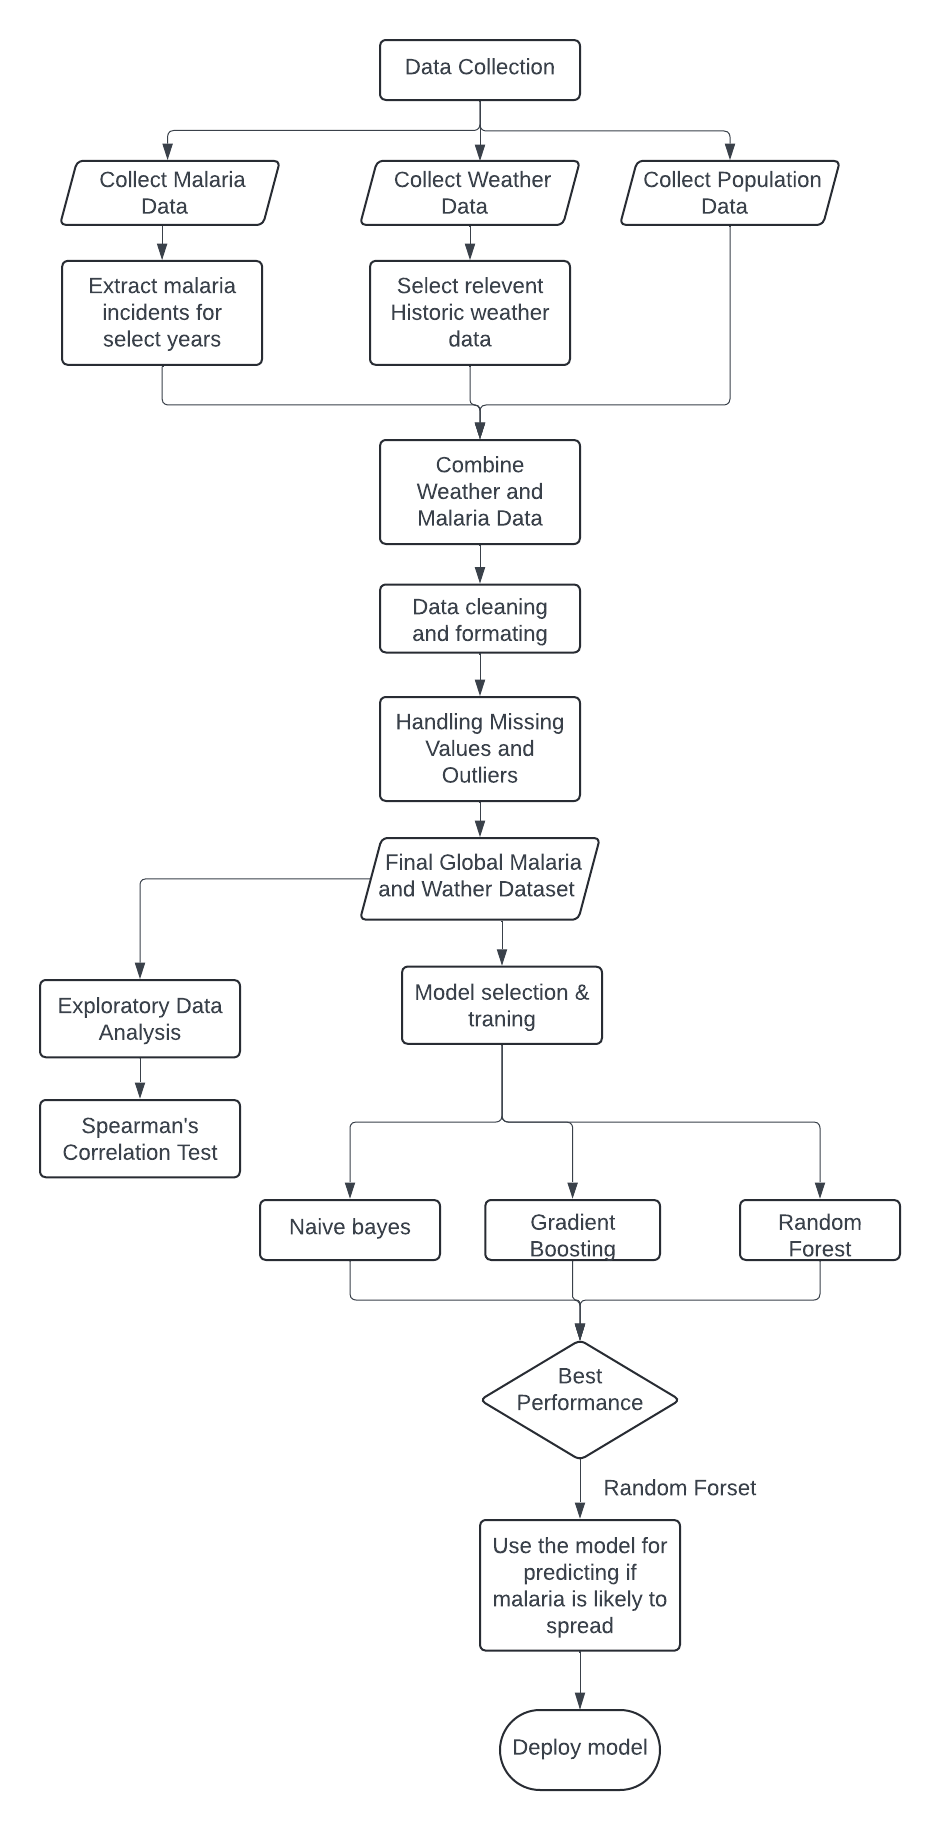 Data Collection
Collect Malaria
Data
Collect Weather
Data
Collect Population
Data
Extract malaria
incidents for
select years
Select relevent
Historic weather
data
Combine
Weather and
Malaria Data
Data cleaning
and formating
Handling Missing
Values and
Outliers
Final Global Malaria
and Wather Dataset
Exploratory Data
Analysis
Spearman's
Correlation Test
Model selection &
traning
Naive bayes
Gradient
Boosting
Random
Forest
Best
Performance
Random Forset
Use the model for
predicting if
malaria is likely to
spread
Deploy model